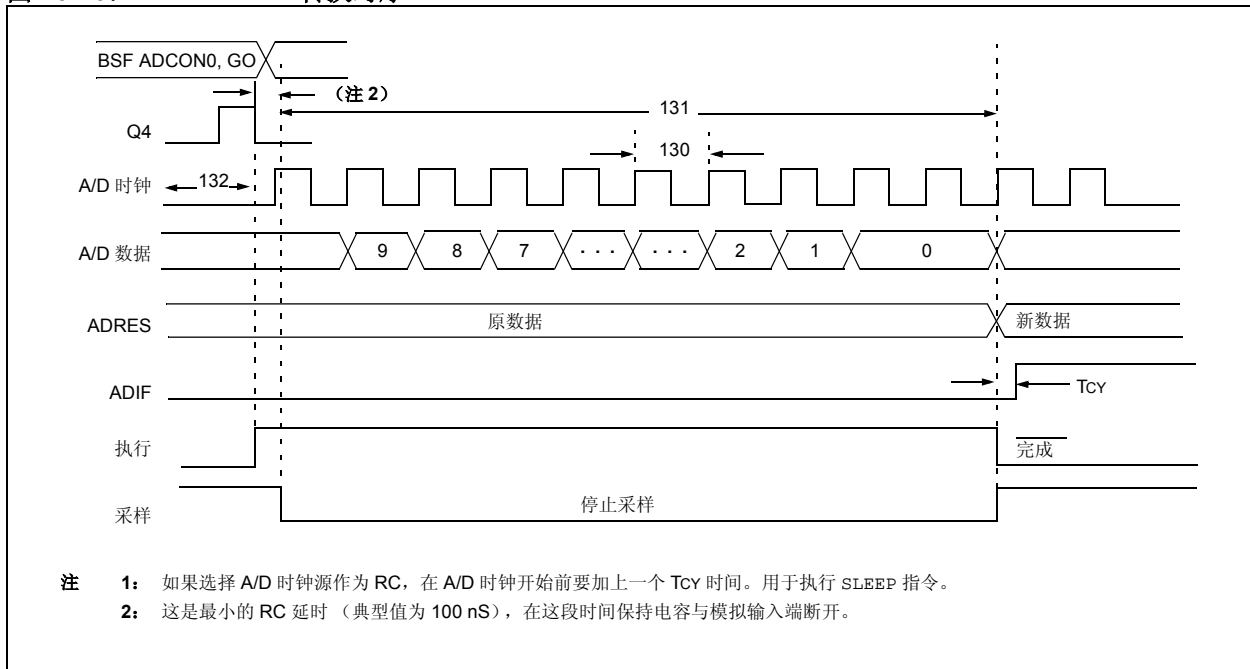 BSF ADCON0, GO
（注 2）
131
Q4
130
A/D 时钟
132
A/D 数据
9 8 7 · · · · · · 2 1 0
ADRES
原数据
新数据
ADIF
TCY
执行
完成
采样
停止采样
注 1： 如果选择 A/D 时钟源作为 RC，在 A/D 时钟开始前要加上一个 TCY 时间。用于执行 SLEEP 指令。
2： 这是最小的 RC 延时 （典型值为 100 nS），在这段时间保持电容与模拟输入端断开。